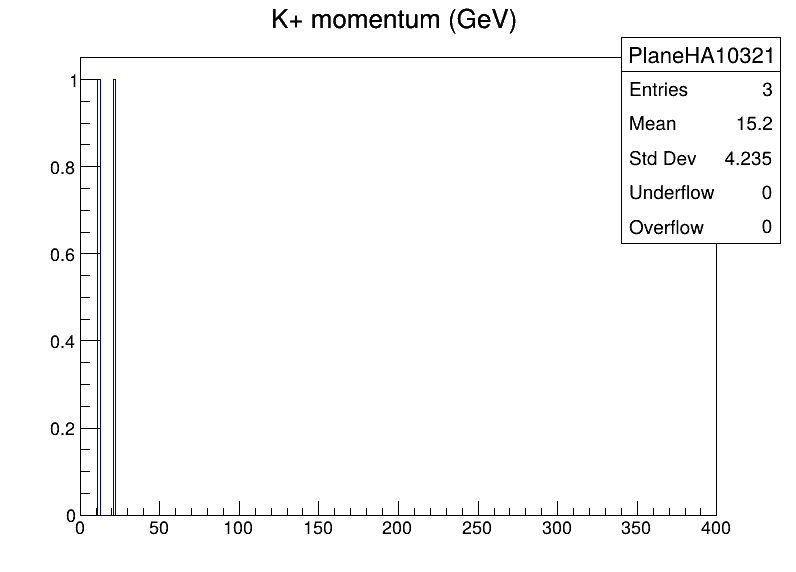 K+ momentum (GeV)
PlaneHA10321
Entries 3
Mean 15.2
Std Dev 4.235
Underflow 0
Overflow 0
1
0.8
0.6
0.4
0.2
0
0 50 100 150 200 250 300 350 400